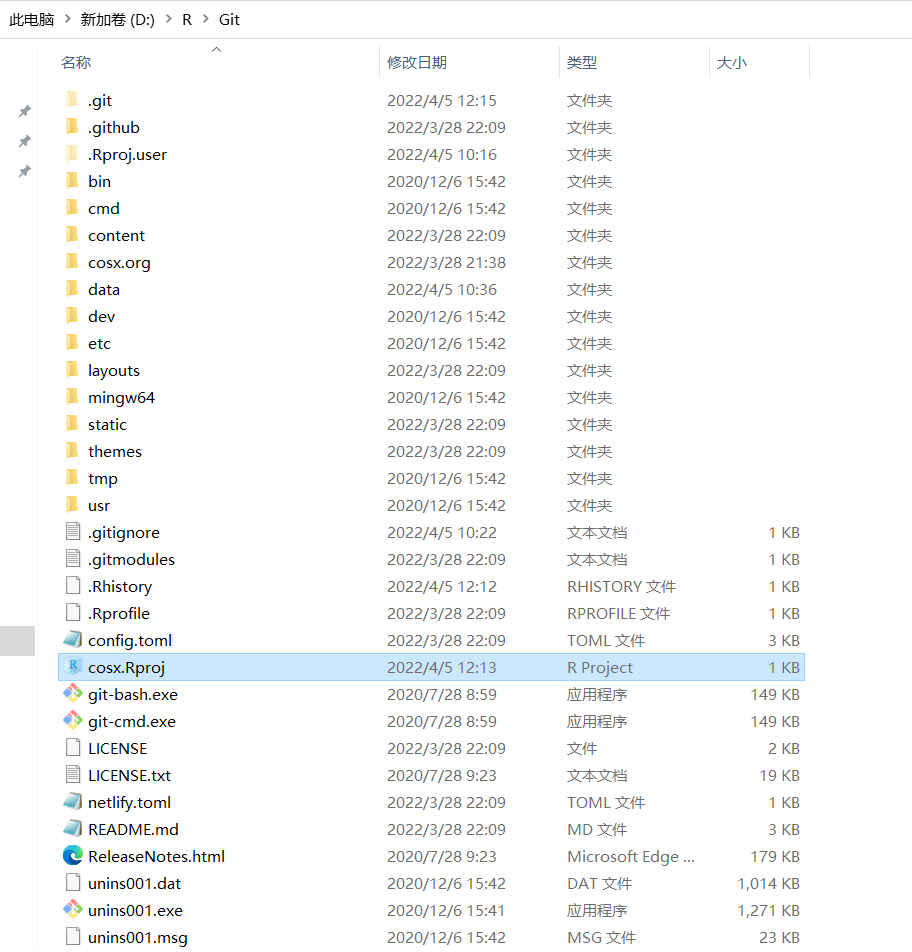 此电脑 > 新加卷 (D:) > R > Git
名称 修改日期 类型 大小
.git 2022/4/5 12:15 文件夹
.github 2022/3/28 22:09 文件夹
.Rproj.user 2022/4/5 10:16 文件夹
bin 2020/12/6 15:42 文件夹
cmd 2020/12/6 15:42 文件夹
content 2022/3/28 22:09 文件夹
cosx.org 2022/3/28 21:38 文件夹
data 2022/4/5 10:36 文件夹
dev 2020/12/6 15:42 文件夹
etc 2020/12/6 15:42 文件夹
layouts 2022/3/28 22:09 文件夹
mingw64 2020/12/6 15:42 文件夹
static 2022/3/28 22:09 文件夹
themes 2022/3/28 22:09 文件夹
tmp 2020/12/6 15:42 文件夹
usr 2020/12/6 15:42 文件夹
.gitignore 2022/4/5 10:22 文本文档 1 KB
.gitmodules 2022/3/28 22:09 文本文档 1 KB
.Rhistory 2022/4/5 12:12 RHISTORY 文件 1 KB
.Rprofile 2022/3/28 22:09 RPROFILE 文件 1 KB
config.toml 2022/3/28 22:09 TOML 文件 3 KB
cosx.Rproj 2022/4/5 12:13 R Project 1 KB
git-bash.exe 2020/7/28 8:59 应用程序 149 KB
git-cmd.exe 2020/7/28 8:59 应用程序 149 KB
LICENSE 2022/3/28 22:09 文件 2 KB
LICENSE.txt 2020/7/28 9:23 文本文档 19 KB
netlify.toml 2022/3/28 22:09 TOML 文件 1 KB
README.md 2022/3/28 22:09 MD 文件 3 KB
ReleaseNotes.html 2020/7/28 9:23 Microsoft Edge ... 179 KB
unins001.dat 2020/12/6 15:42 DAT 文件 1,014 KB
unins001.exe 2020/12/6 15:41 应用程序 1,271 KB
unins001.msg 2020/12/6 15:42 MSG 文件 23 KB